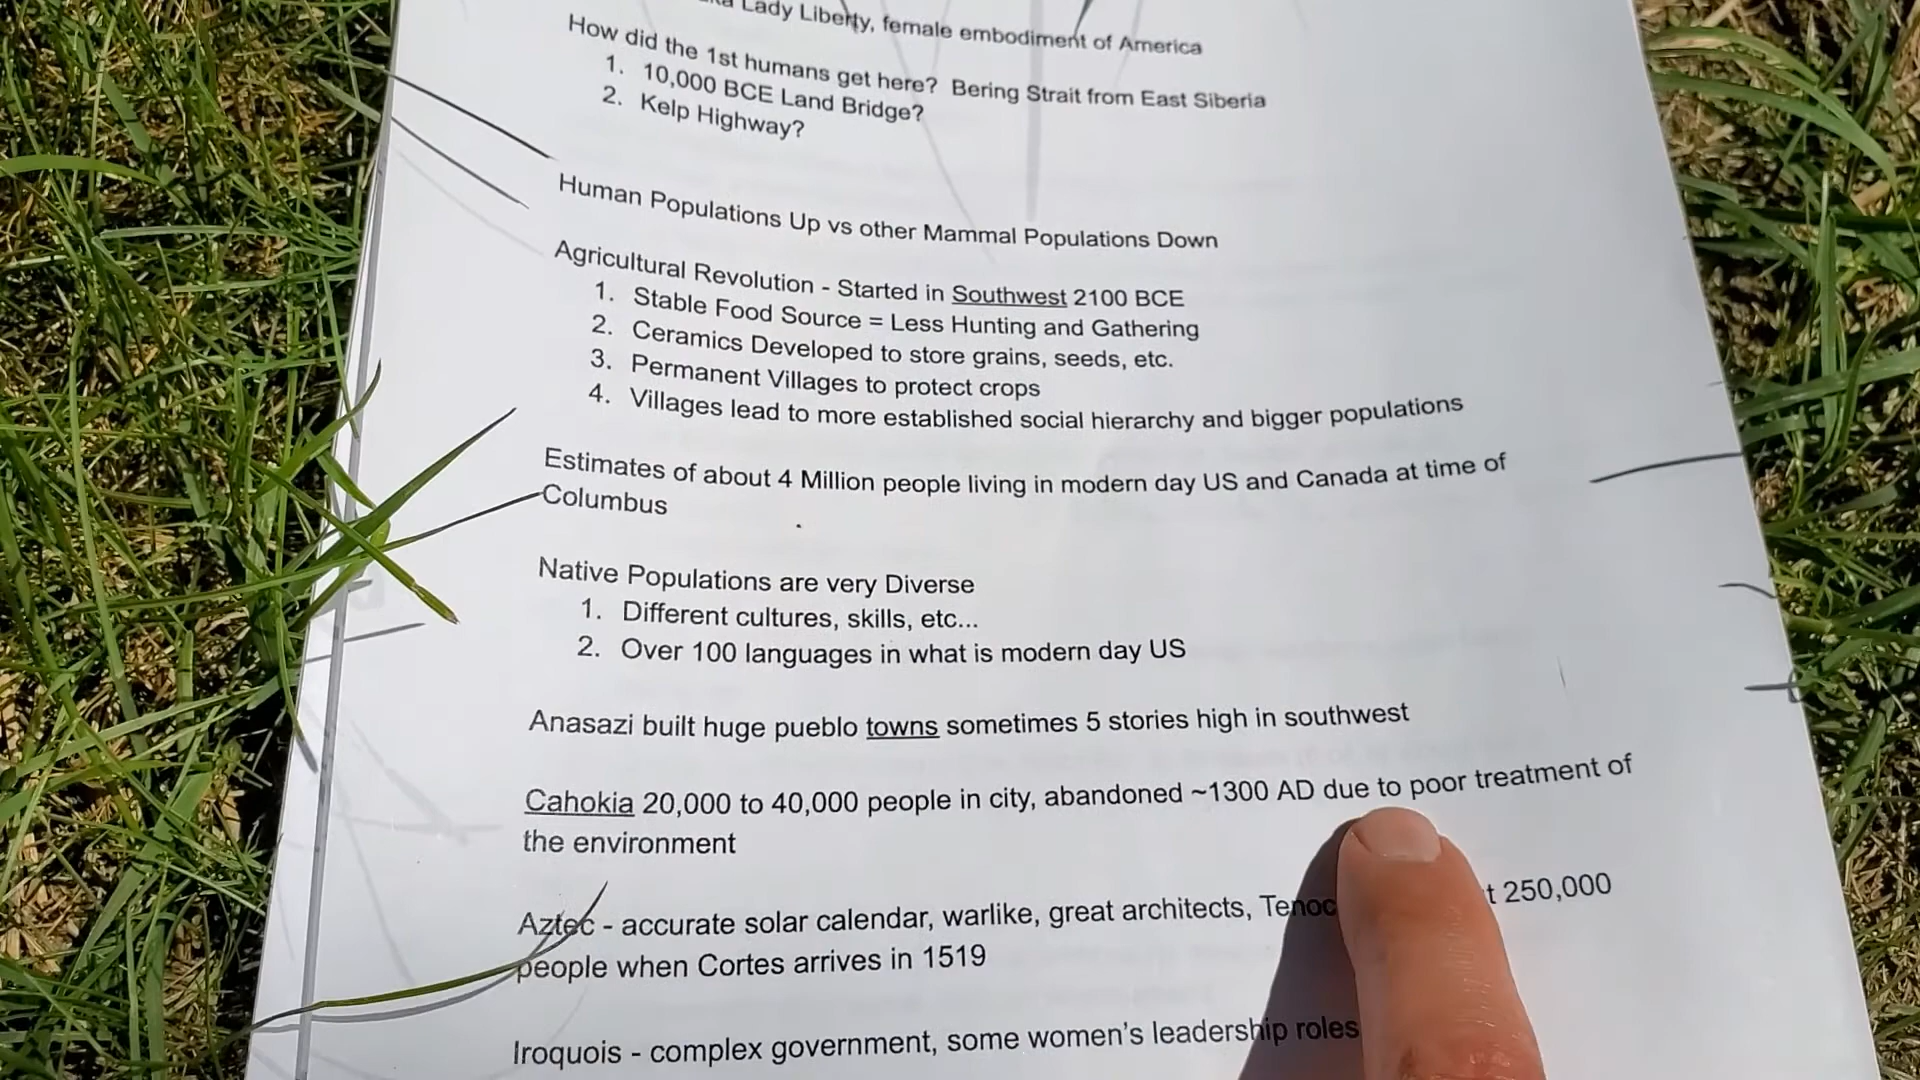 Lady Liberty, female embodiment of America
How did the 1st humans get here? Bering Strait from East Siberia
1. 10,000 BCE Land Bridge?
2. Kelp Highway?
Human Populations Up vs other Mammal Populations Down
Agricultural Revolution - Started in Southwest 2100 BCE
1. Stable Food Source = Less Hunting and Gathering
2. Ceramics Developed to store grains, seeds, etc.
3. Permanent Villages to protect crops
4. Villages lead to more established social hierarchy and bigger populations
Estimates of about 4 Million people living in modern day US and Canada at time of
Columbus
Native Populations are very Diverse
1. Different cultures, skills, etc...
2. Over 100 languages in what is modern day US
Anasazi built huge pueblo towns sometimes 5 stories high in southwest
Cahokia 20,000 to 40,000 people in city, abandoned ~1300 AD due to poor treatment of
the environment
Aztec - accurate solar calendar, warlike, great architects, 250,000
people when Cortes arrives in 1519
Iroquois - complex government, some women's leadership roles